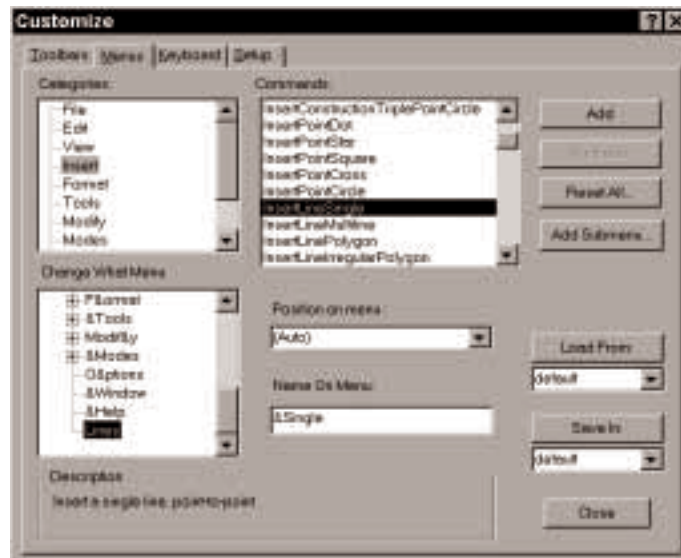 Customize
Toolbars Menus Keyboard Setup
Categories:
File
Edit
View
Insert
Format
Tools
Modify
Modes
Commands:
InsertConstructionTriplePointCircle
InsertPointDot
InsertPointStar
InsertPointSquare
InsertPointCross
InsertPointCircle
InsertLineSingle
InsertLineMultiline
InsertLinePolygon
InsertLineIrregularPolygon
Add
Reset All...
Add Submenu...
Change What Menu
F&ormat
&Tools
Modif&y
&Modes
O&ptions
&Window
&Help
Lines
Position on menu
(Auto)
Name On Menu:
&Single
Load From:
default
Save In:
default
Description
Insert a single line, point-to-point
Close